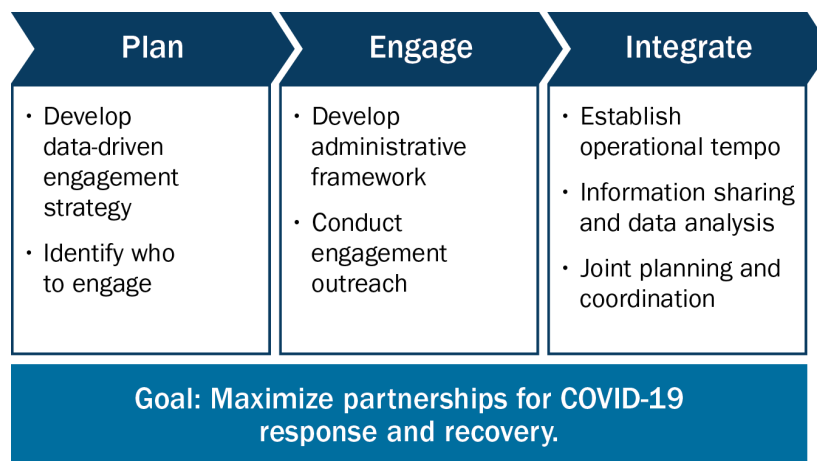 Plan
• Develop
data-driven
engagement
strategy
• Identify who
to engage
Engage
• Develop
administrative
framework
• Conduct
engagement
outreach
Integrate
• Establish
operational tempo
• Information sharing
and data analysis
• Joint planning and
coordination
Goal: Maximize partnerships for COVID-19
response and recovery.